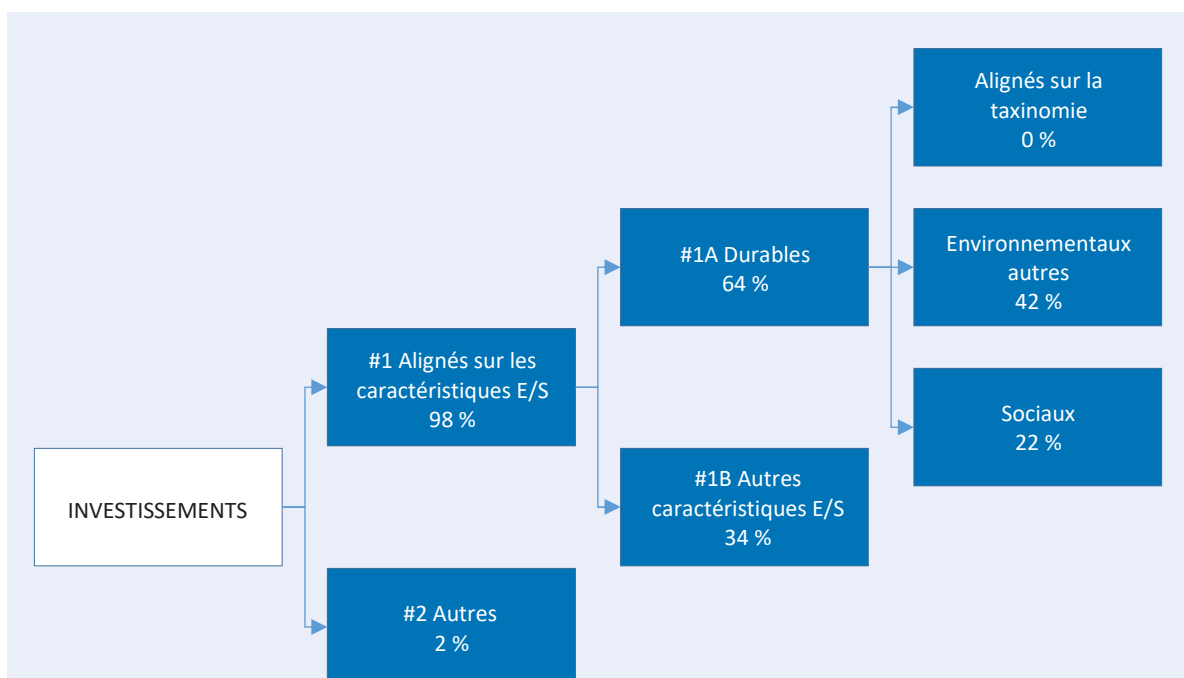 INVESTISSEMENTS
#1 Alignés sur les
caractéristiques E/S
98 %
#2 Autres
2 %
#1A Durables
64 %
#1B Autres
caractéristiques E/S
34 %
Alignés sur la
taxinomie
0 %
Environnementaux
autres
42 %
Sociaux
22 %